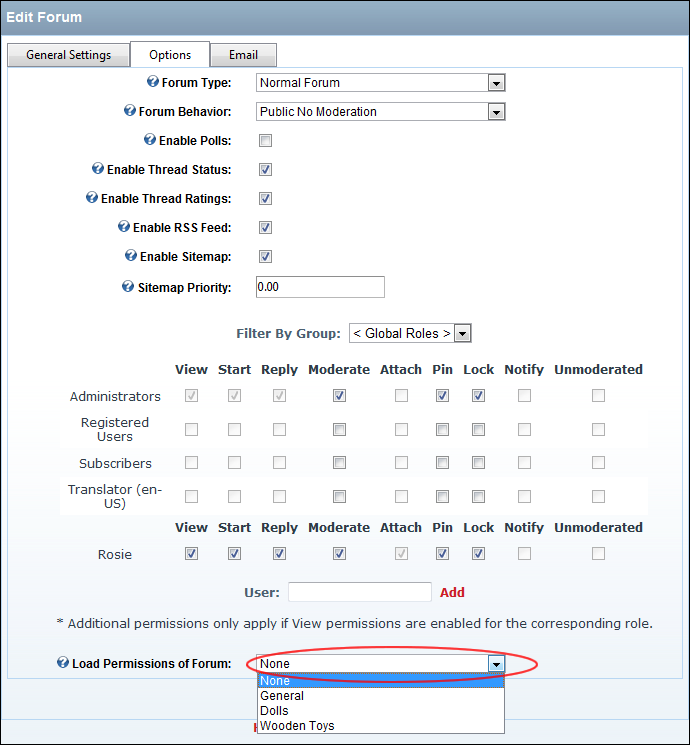 Edit Forum
General Settings Options Email
Forum Type: Normal Forum
Forum Behavior: Public No Moderation
Enable Polls:
Enable Thread Status:
Enable Thread Ratings:
Enable RSS Feed:
Enable Sitemap:
Sitemap Priority: 0.00
Filter By Group: < Global Roles >
View Start Reply Moderate Attach Pin Lock Notify Unmoderated
Administrators
Registered
Users
Subscribers
Translator (en-
US)
View Start Reply Moderate Attach Pin Lock Notify Unmoderated
Rosie
User: Add
* Additional permissions only apply if View permissions are enabled for the corresponding role.
Load Permissions of Forum: None
None
General
Dolls
Wooden Toys